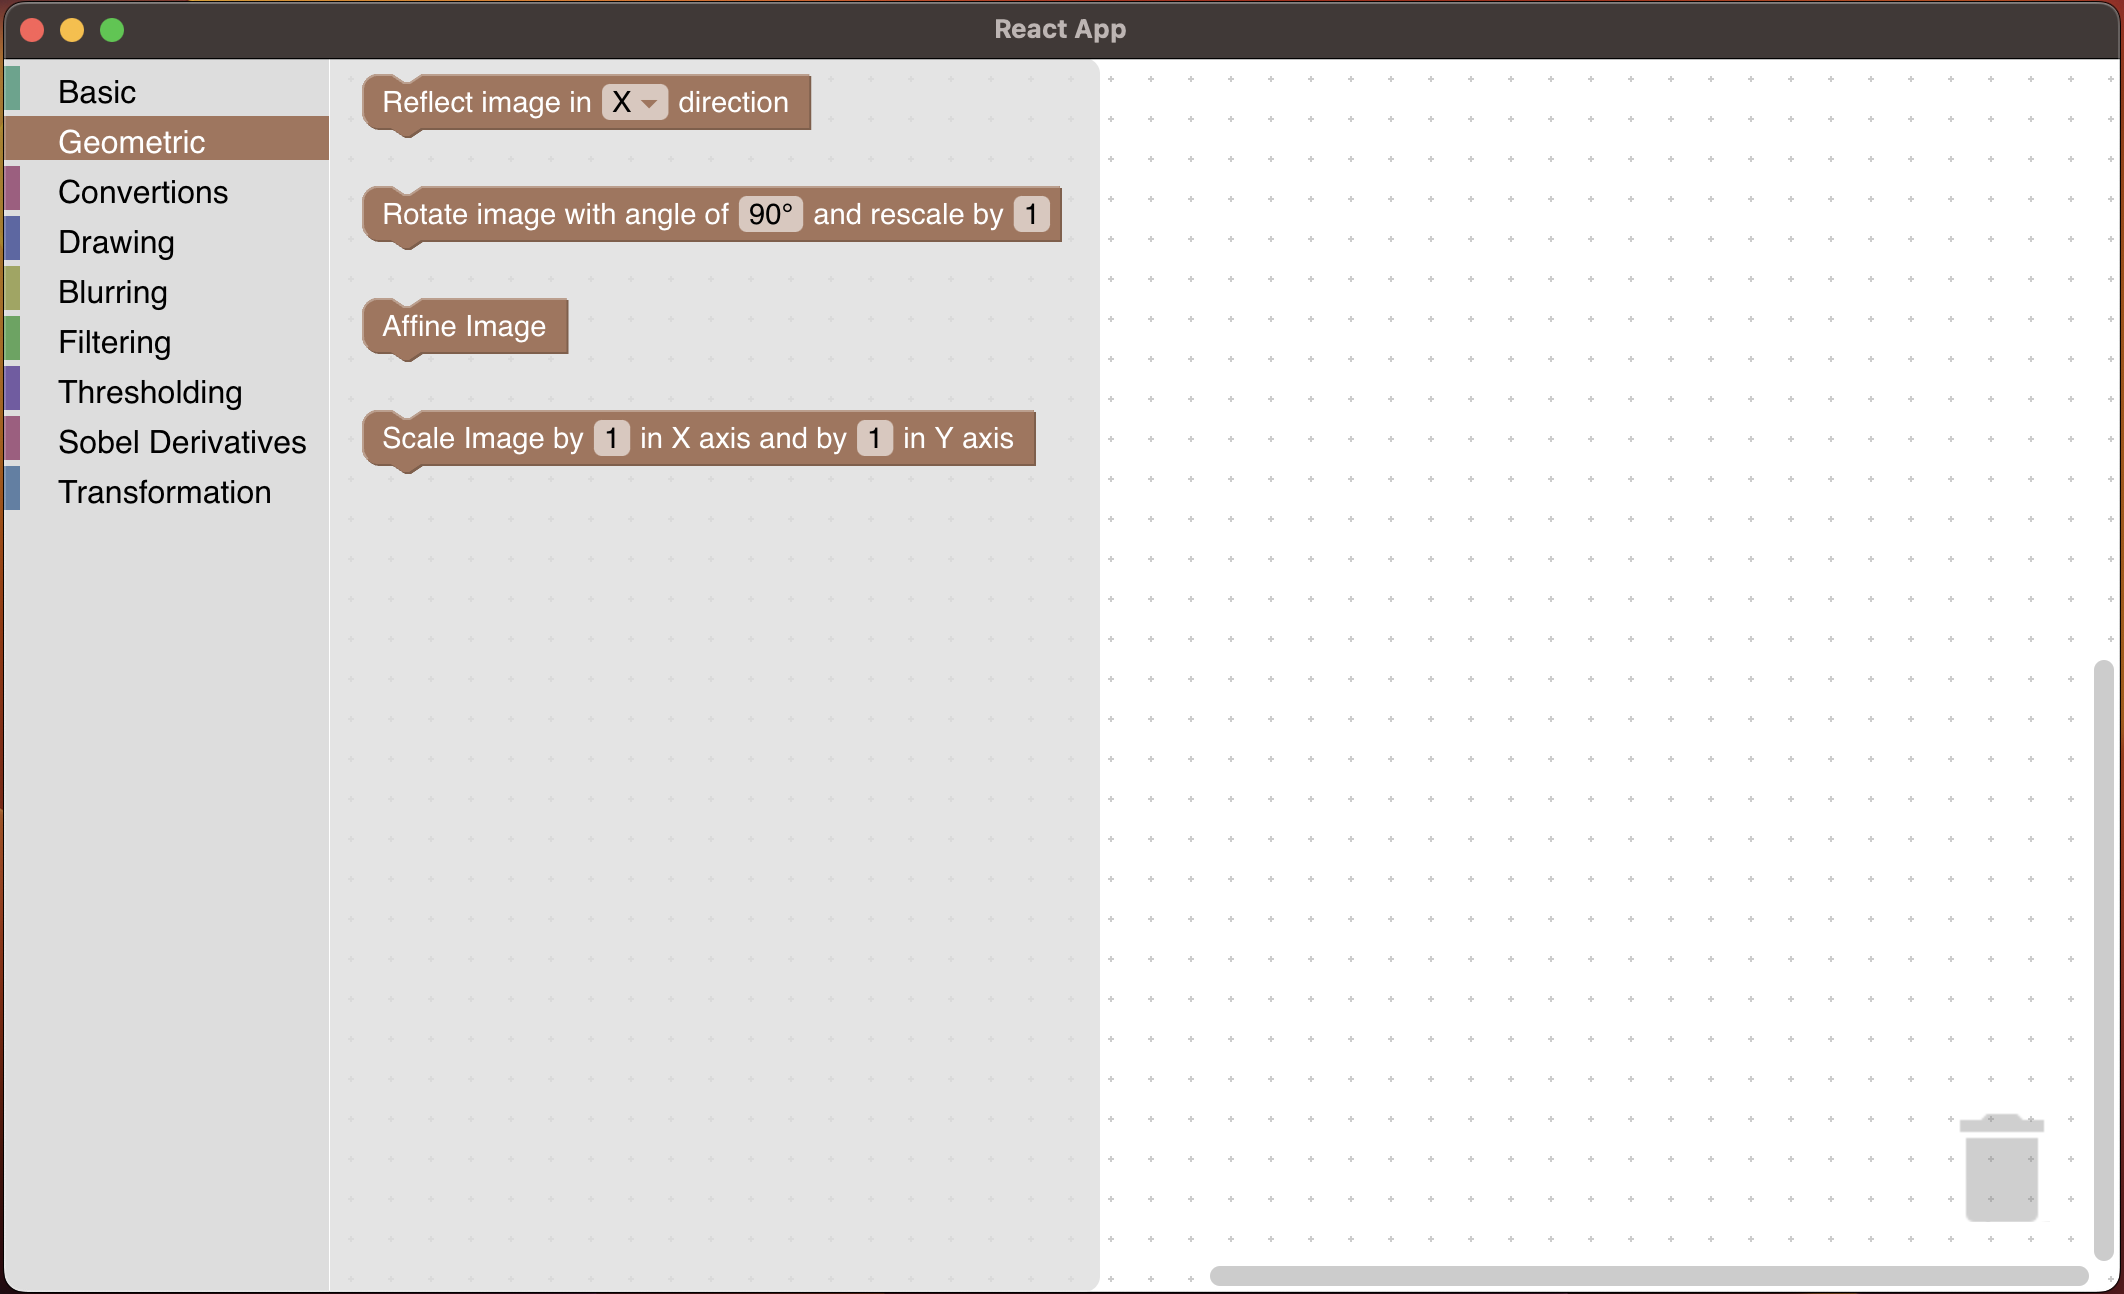 React App
Basic
Geometric
Convertions
Drawing
Blurring
Filtering
Thresholding
Sobel Derivatives
Transformation
Reflect image in X direction
Rotate image with angle of 90° and rescale by 1
Affine Image
Scale Image by 1 in X axis and by 1 in Y axis